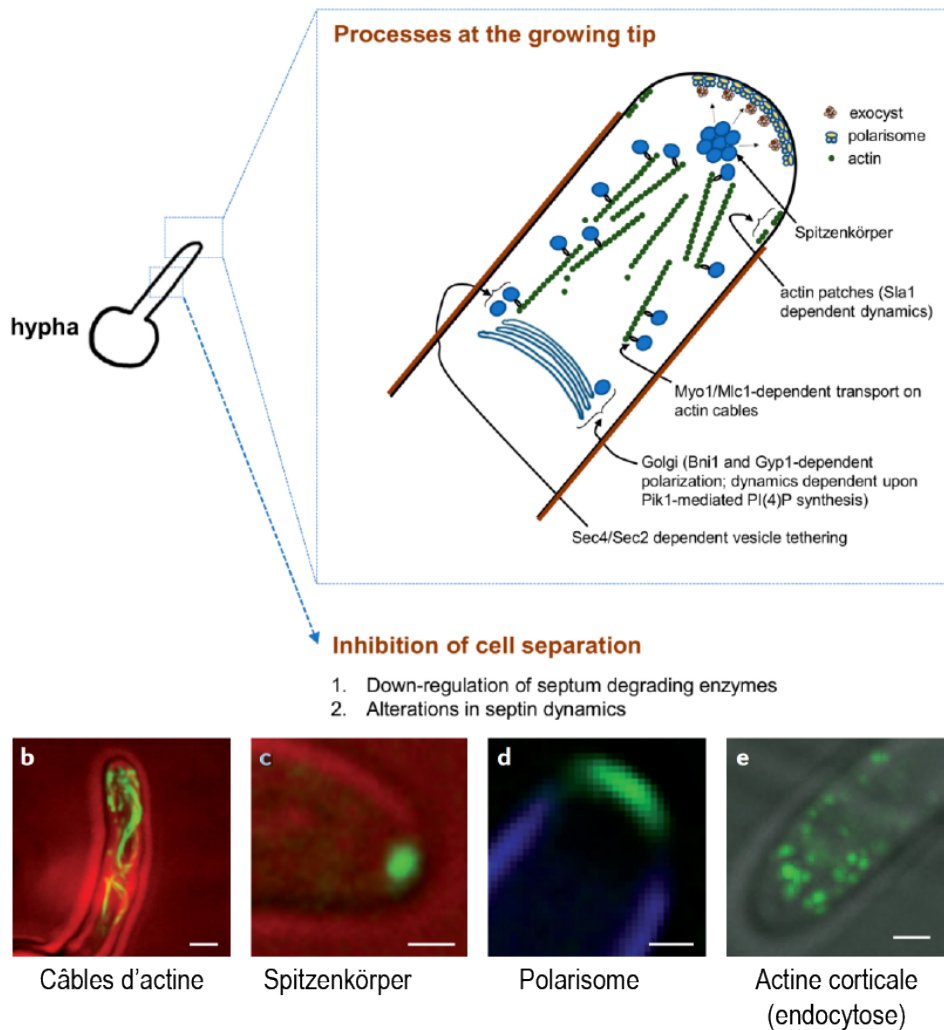 Processes at the growing tip
exocyst
polarisome
actin
Spitzenkörper
actin patches (Sla1
dependent dynamics)
hypha
Myo1/Mlc1-dependent transport on
actin cables
Golgi (Bni1 and Gyp1-dependent
polarization; dynamics dependent upon
Pik1-mediated PI(4)P synthesis)
Sec4/Sec2 dependent vesicle tethering
Inhibition of cell separation
1. Down-regulation of septum degrading enzymes
2. Alterations in septin dynamics
b
c
d
e
Câbles d'actine
Spitzenkörper
Polarisome
Actine corticale
(endocytose)